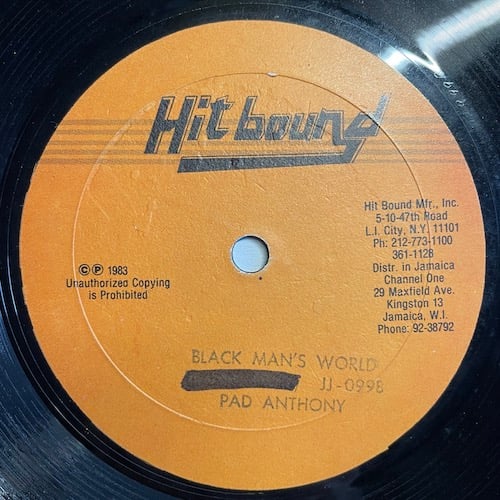 Hit bound
Hit Bound Mfr., Inc.
5-10-47th Road
L.I. City, N.Y. 11101
Ph: 212-773-1100
361-1128
Distr. in Jamaica
Channel One
29 Maxfield Ave.
Kingston 13
Jamaica, W.I.
Phone: 92-38792
©℗ 1983
Unauthorized Copying
is Prohibited
BLACK MAN'S WORLD
JJ-0998
PAD ANTHONY